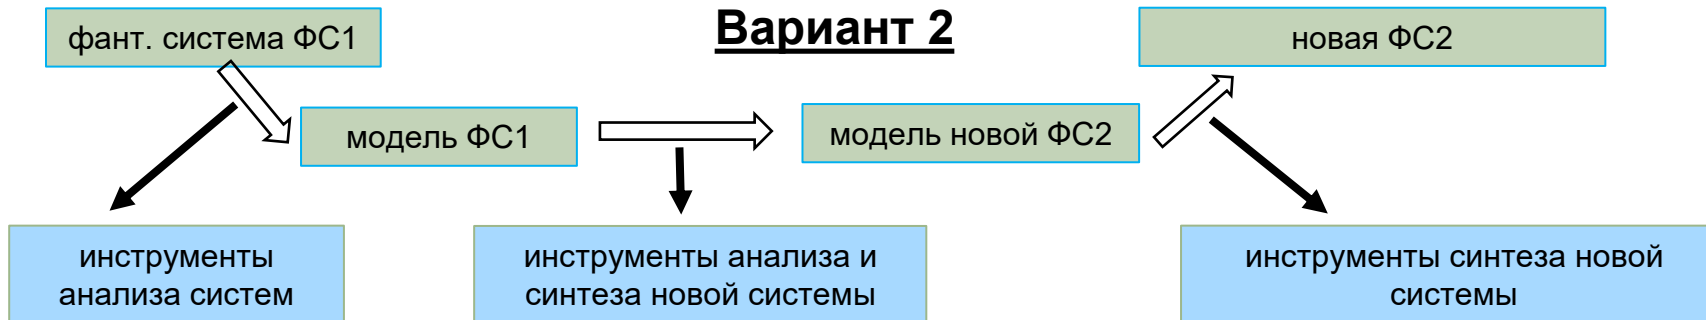 Вариант 2
фант. система ФС1
новая ФС2
модель ФС1
модель новой ФС2
инструменты
анализа систем
инструменты анализа и
синтеза новой системы
инструменты синтеза новой
системы